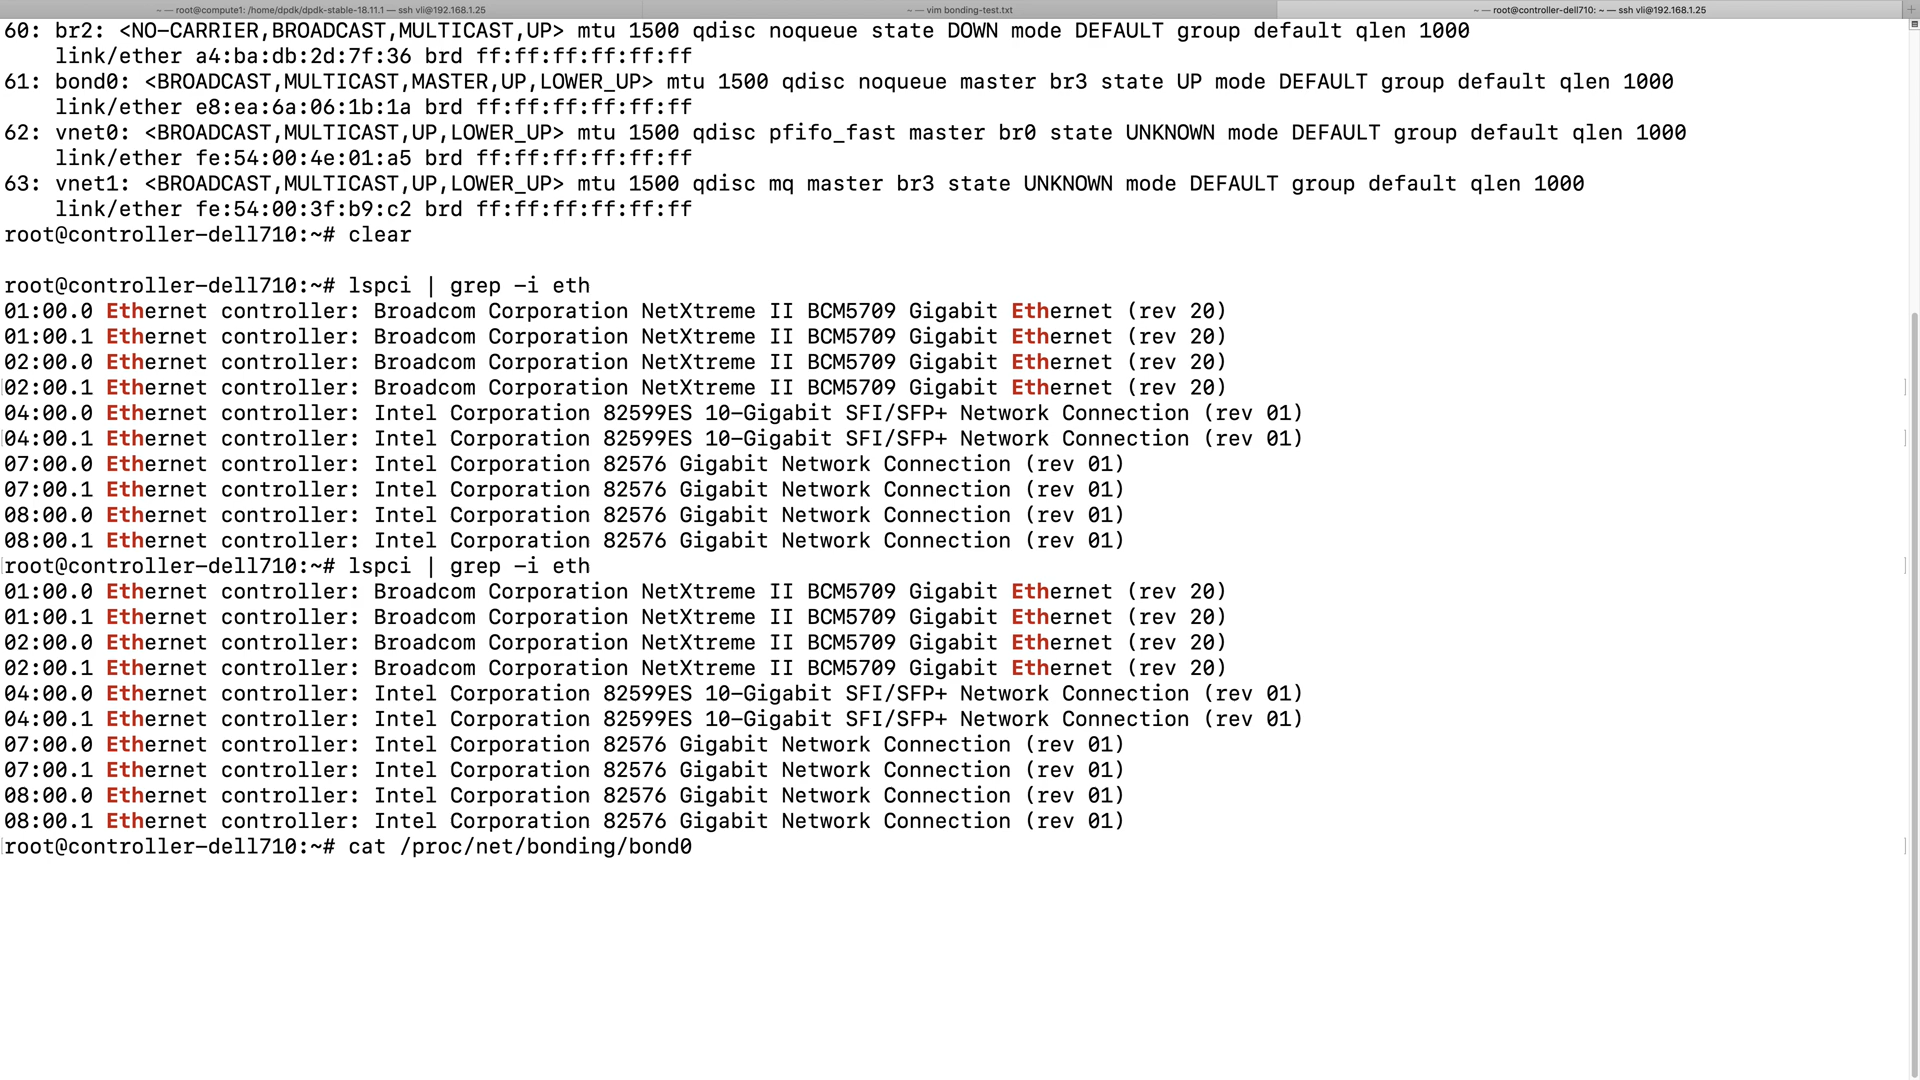 ~ — root@compute1: /home/dpdk/dpdk-stable-18.11.1 — ssh vli@192.168.1.25
~ — vim bonding-test.txt
~ — root@controller-dell710: ~ — ssh vli@192.168.1.25
60: br2: <NO-CARRIER,BROADCAST,MULTICAST,UP> mtu 1500 qdisc noqueue state DOWN mode DEFAULT group default qlen 1000
    link/ether a4:ba:db:2d:7f:36 brd ff:ff:ff:ff:ff:ff
61: bond0: <BROADCAST,MULTICAST,MASTER,UP,LOWER_UP> mtu 1500 qdisc noqueue master br3 state UP mode DEFAULT group default qlen 1000
    link/ether e8:ea:6a:06:1b:1a brd ff:ff:ff:ff:ff:ff
62: vnet0: <BROADCAST,MULTICAST,UP,LOWER_UP> mtu 1500 qdisc pfifo_fast master br0 state UNKNOWN mode DEFAULT group default qlen 1000
    link/ether fe:54:00:4e:01:a5 brd ff:ff:ff:ff:ff:ff
63: vnet1: <BROADCAST,MULTICAST,UP,LOWER_UP> mtu 1500 qdisc mq master br3 state UNKNOWN mode DEFAULT group default qlen 1000
    link/ether fe:54:00:3f:b9:c2 brd ff:ff:ff:ff:ff:ff
root@controller-dell710:~# clear
root@controller-dell710:~# lspci | grep -i eth
01:00.0 Ethernet controller: Broadcom Corporation NetXtreme II BCM5709 Gigabit Ethernet (rev 20)
01:00.1 Ethernet controller: Broadcom Corporation NetXtreme II BCM5709 Gigabit Ethernet (rev 20)
02:00.0 Ethernet controller: Broadcom Corporation NetXtreme II BCM5709 Gigabit Ethernet (rev 20)
02:00.1 Ethernet controller: Broadcom Corporation NetXtreme II BCM5709 Gigabit Ethernet (rev 20)
04:00.0 Ethernet controller: Intel Corporation 82599ES 10-Gigabit SFI/SFP+ Network Connection (rev 01)
04:00.1 Ethernet controller: Intel Corporation 82599ES 10-Gigabit SFI/SFP+ Network Connection (rev 01)
07:00.0 Ethernet controller: Intel Corporation 82576 Gigabit Network Connection (rev 01)
07:00.1 Ethernet controller: Intel Corporation 82576 Gigabit Network Connection (rev 01)
08:00.0 Ethernet controller: Intel Corporation 82576 Gigabit Network Connection (rev 01)
08:00.1 Ethernet controller: Intel Corporation 82576 Gigabit Network Connection (rev 01)
root@controller-dell710:~# lspci | grep -i eth
01:00.0 Ethernet controller: Broadcom Corporation NetXtreme II BCM5709 Gigabit Ethernet (rev 20)
01:00.1 Ethernet controller: Broadcom Corporation NetXtreme II BCM5709 Gigabit Ethernet (rev 20)
02:00.0 Ethernet controller: Broadcom Corporation NetXtreme II BCM5709 Gigabit Ethernet (rev 20)
02:00.1 Ethernet controller: Broadcom Corporation NetXtreme II BCM5709 Gigabit Ethernet (rev 20)
04:00.0 Ethernet controller: Intel Corporation 82599ES 10-Gigabit SFI/SFP+ Network Connection (rev 01)
04:00.1 Ethernet controller: Intel Corporation 82599ES 10-Gigabit SFI/SFP+ Network Connection (rev 01)
07:00.0 Ethernet controller: Intel Corporation 82576 Gigabit Network Connection (rev 01)
07:00.1 Ethernet controller: Intel Corporation 82576 Gigabit Network Connection (rev 01)
08:00.0 Ethernet controller: Intel Corporation 82576 Gigabit Network Connection (rev 01)
08:00.1 Ethernet controller: Intel Corporation 82576 Gigabit Network Connection (rev 01)
root@controller-dell710:~# cat /proc/net/bonding/bond0